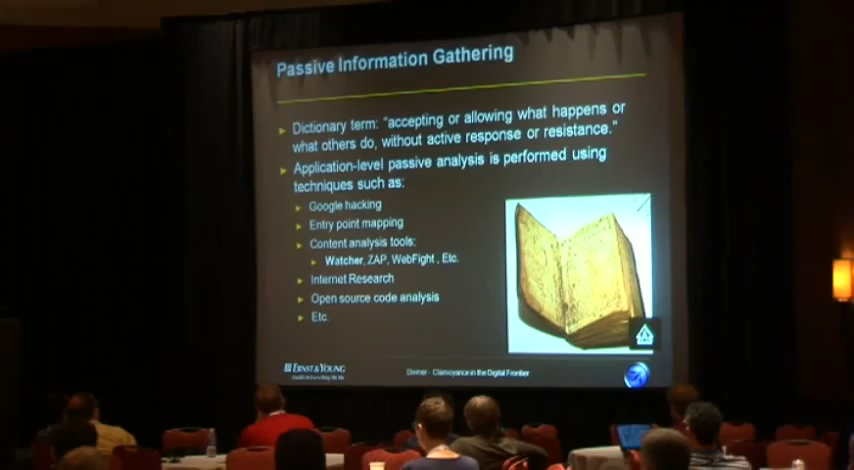 Passive Information Gathering
Dictionary term: "accepting or allowing what happens or
what others do, without active response or resistance."
Application-level passive analysis is performed using
techniques such as:
Google hacking
Entry point mapping
Content analysis tools:
Watcher, ZAP, WebFight , Etc.
Internet Research
Open source code analysis
Etc.
ERNST & YOUNG
Diviner - Clairvoyance in the Digital Frontier